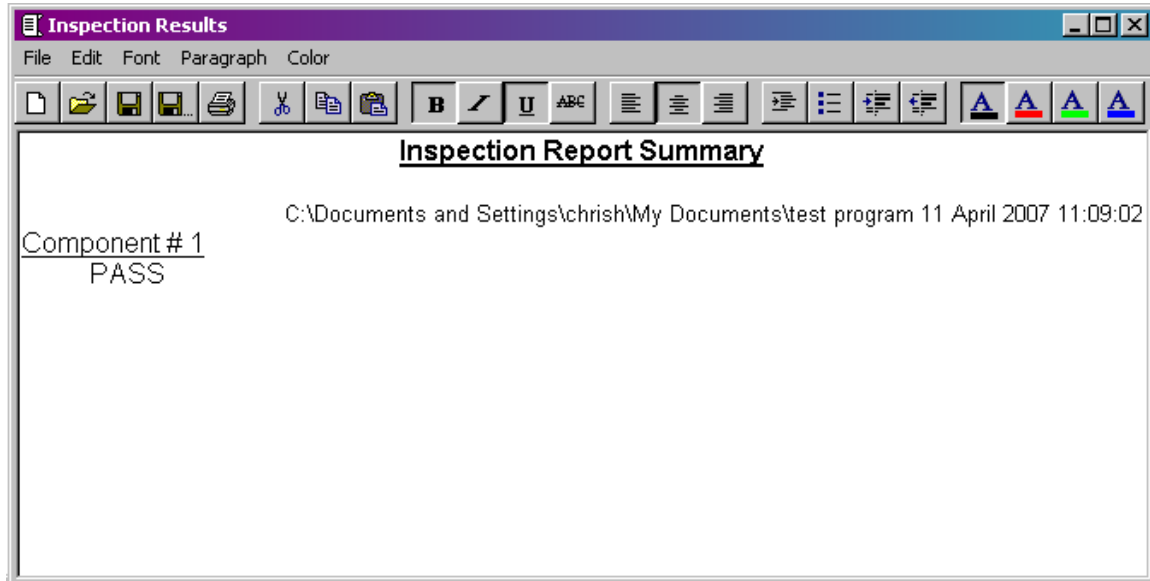 Inspection Results
File Edit Font Paragraph Color
B I U ABC A A A A
Inspection Report Summary
C:\Documents and Settings\chrish\My Documents\test program 11 April 2007 11:09:02
Component # 1
PASS